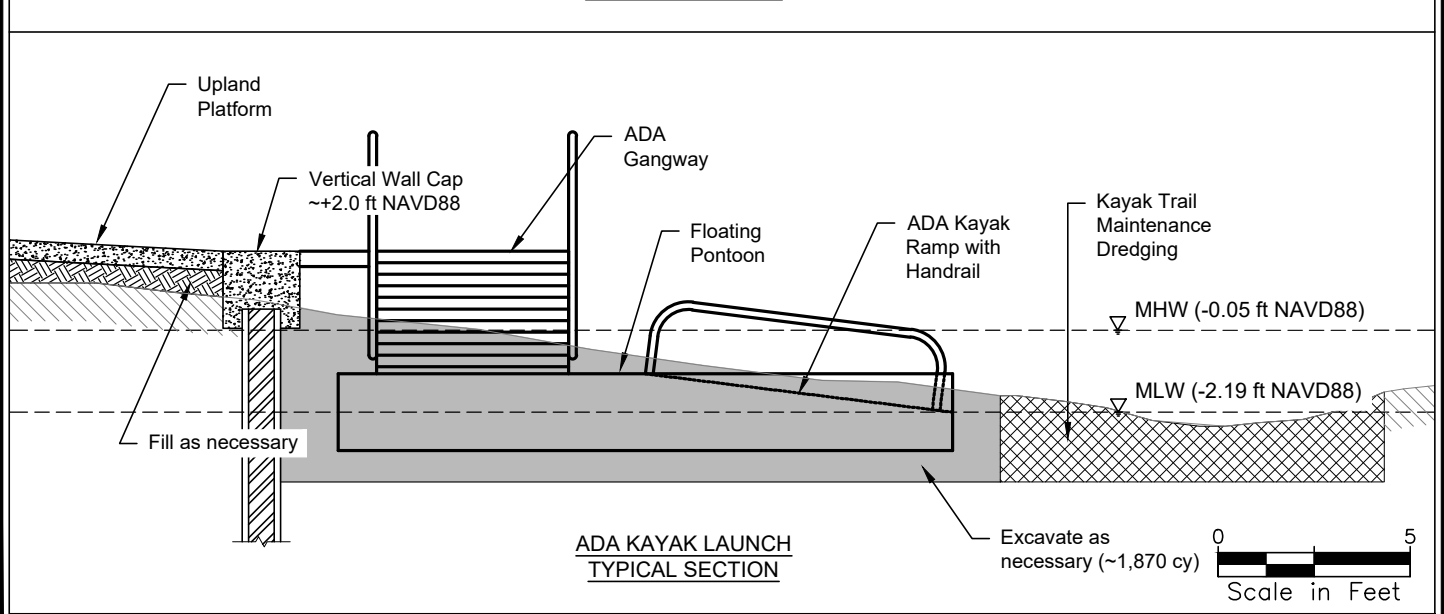 Upland
Platform
ADA
Gangway
Vertical Wall Cap
~+2.0 ft NAVD88
Floating
Pontoon
ADA Kayak
Ramp with
Handrail
Kayak Trail
Maintenance
Dredging
MHW (-0.05 ft NAVD88)
MLW (-2.19 ft NAVD88)
Fill as necessary
Excavate as
necessary (~1,870 cy)
ADA KAYAK LAUNCH
TYPICAL SECTION
0 5
Scale in Feet